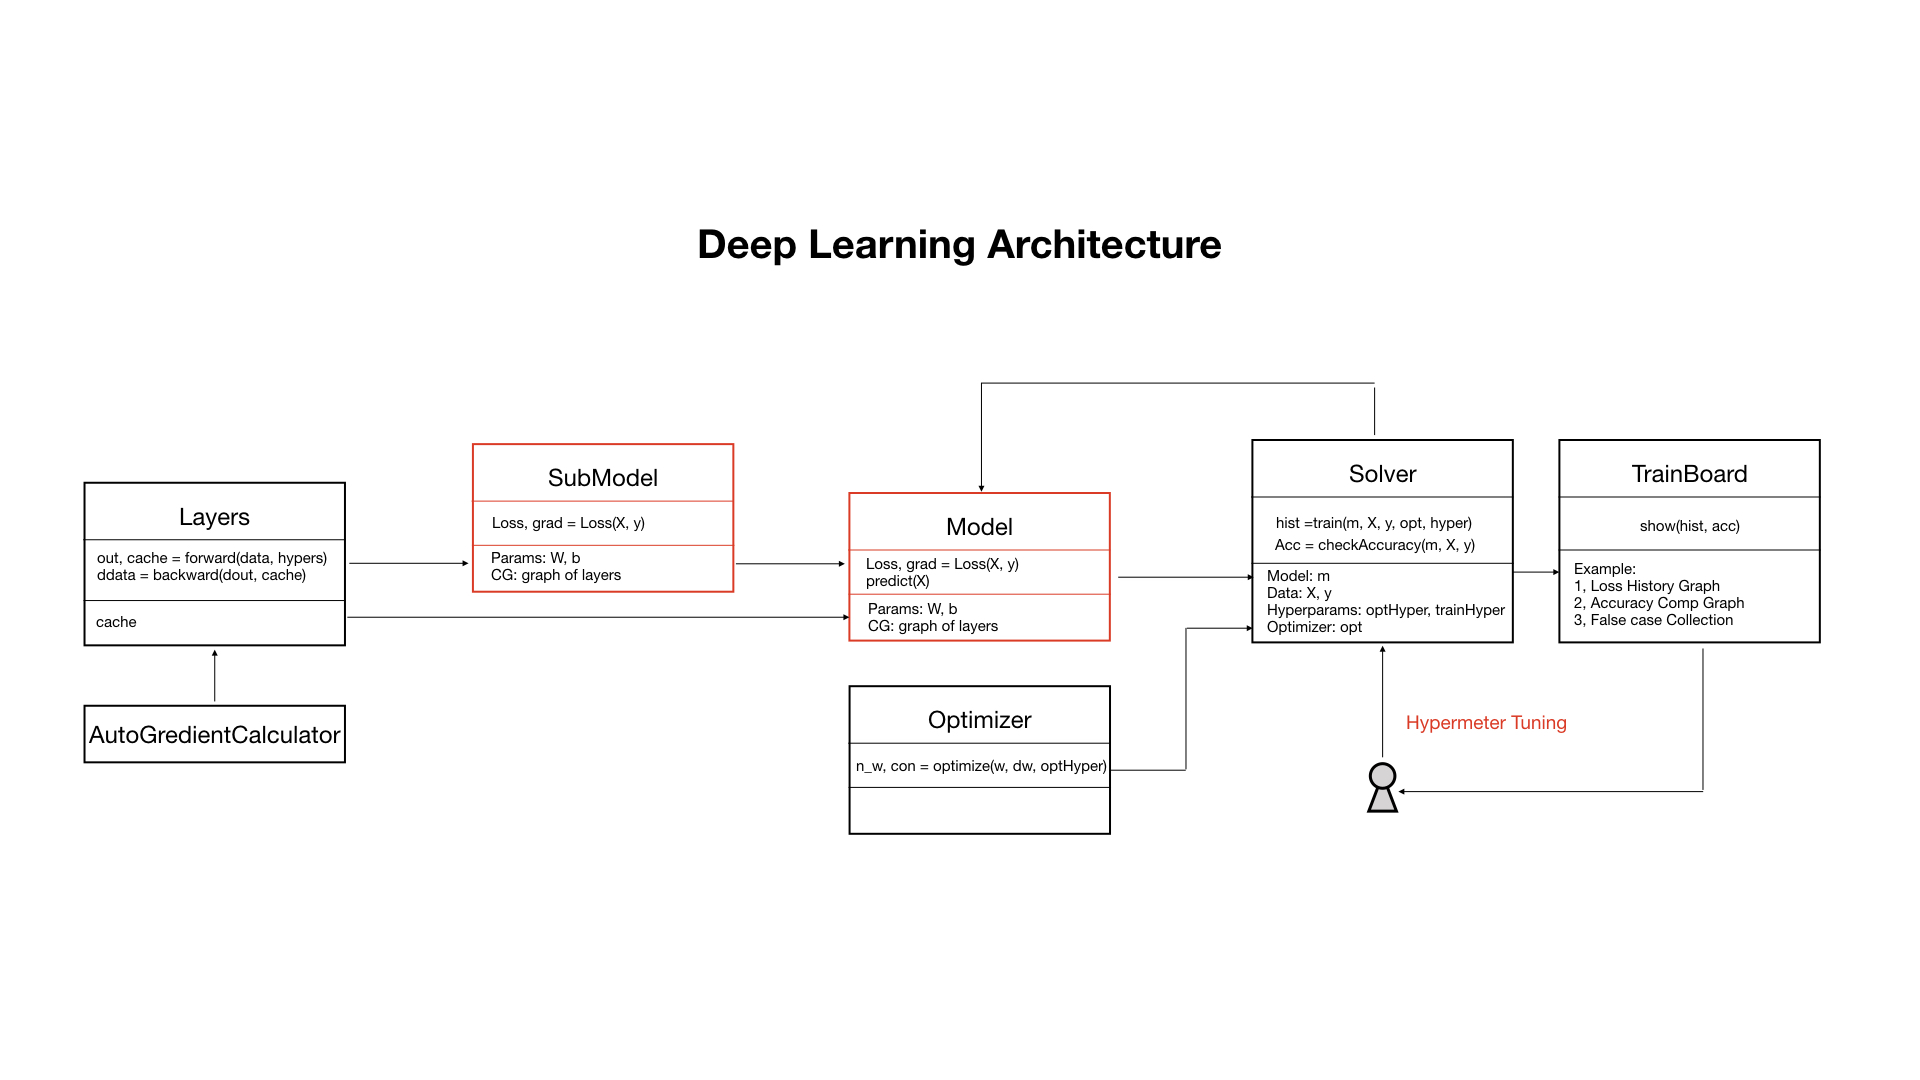 Deep Learning Architecture
Layers
out, cache = forward(data, hypers)
ddata = backward(dout, cache)
cache
AutoGredientCalculator
SubModel
Loss, grad = Loss(X, y)
Params: W, b
CG: graph of layers
Model
Loss, grad = Loss(X, y)
predict(X)
Params: W, b
CG: graph of layers
Optimizer
n_w, con = optimize(w, dw, optHyper)
Solver
hist =train(m, X, y, opt, hyper)
Acc = checkAccuracy(m, X, y)
Model: m
Data: X, y
Hyperparams: optHyper, trainHyper
Optimizer: opt
TrainBoard
show(hist, acc)
Example:
1, Loss History Graph
2, Accuracy Comp Graph
3, False case Collection
Hypermeter Tuning